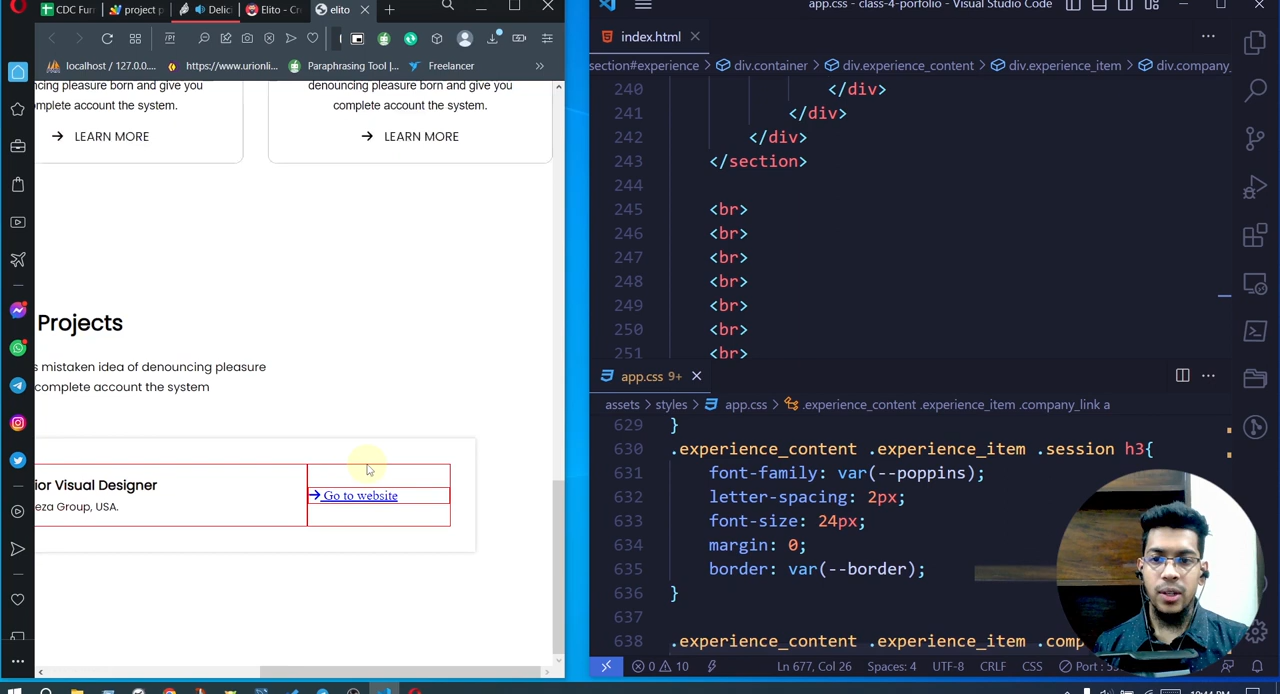 CDC Furn
project p
Delici
Elito - Cre
elito
localhost / 127.0.0....
https://www.urionli...
Paraphrasing Tool |...
Freelancer
denouncing pleasure born and give you
complete account the system.
LEARN MORE
denouncing pleasure born and give you
complete account the system.
LEARN MORE
Projects
mistaken idea of denouncing pleasure
complete account the system
ior Visual Designer
eza Group, USA.
Go to website
app.css - class-4-porfolio - Visual Studio Code
index.html
section#experience > div.container > div.experience_content > div.experience_item > div.company_
240 </div>
241 </div>
242 </div>
243 </section>
244
245 <br>
246 <br>
247 <br>
248 <br>
249 <br>
250 <br>
251 <br>
app.css 9+
assets > styles > app.css > .experience_content .experience_item .company_link a
629 }
630 .experience_content .experience_item .session h3{
631 font-family: var(--poppins);
632 letter-spacing: 2px;
633 font-size: 24px;
634 margin: 0;
635 border: var(--border);
636 }
637
638 .experience_content .experience_item .comp
0 10 Ln 677, Col 26 Spaces: 4 UTF-8 CRLF CSS